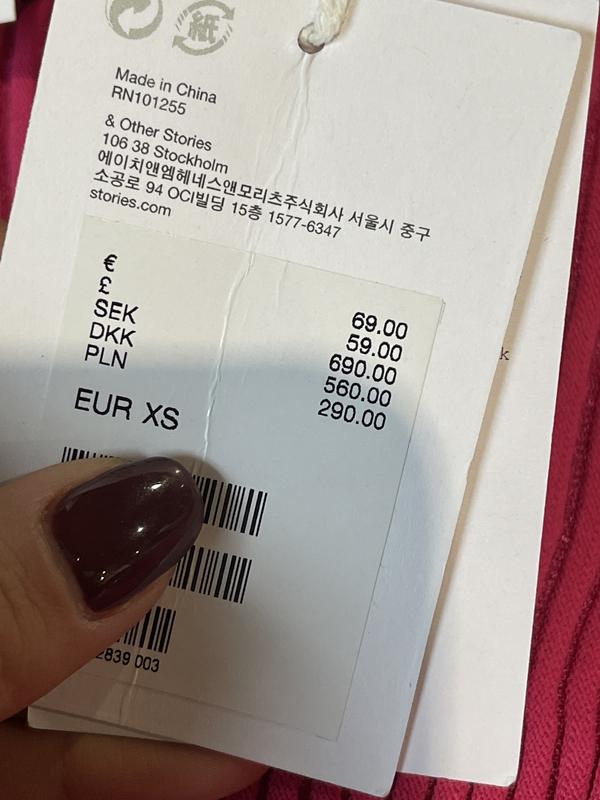 紙
Made in China
RN101255
& Other Stories
106 38 Stockholm
에이치앤엠헤네스앤모리츠주식회사 서울시 중구
소공로 94 OCI빌딩 15층 1577-6347
stories.com
€ 69.00
£ 59.00
SEK 690.00
DKK 560.00
PLN 290.00
EUR XS
2839 003
k